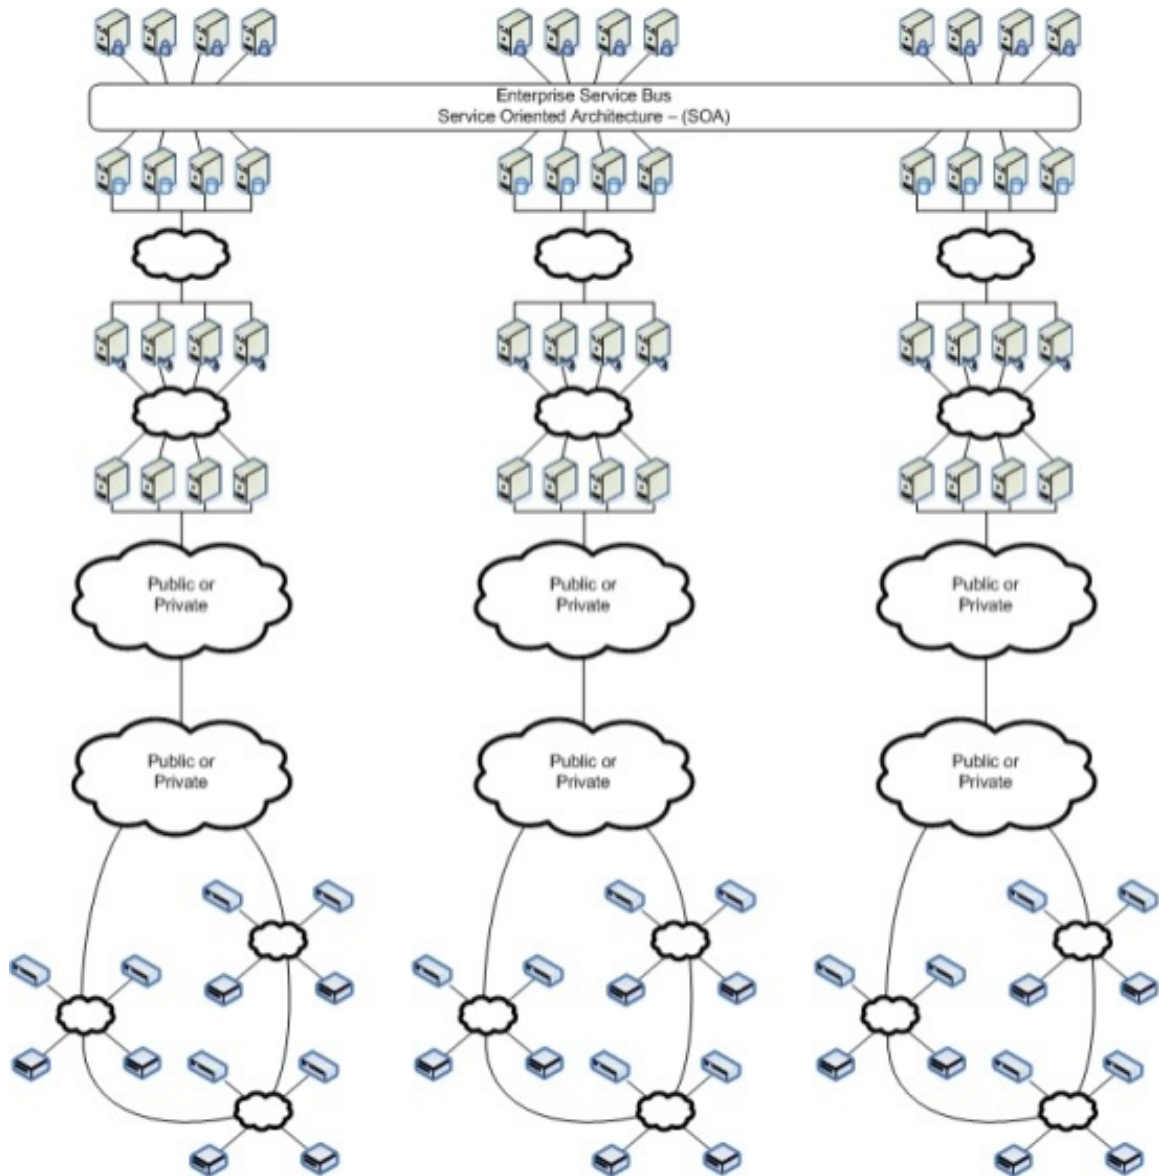 Enterprise Service Bus
Service Oriented Architecture – (SOA)
Public or
Private
Public or
Private
Public or
Private
Public or
Private
Public or
Private
Public or
Private